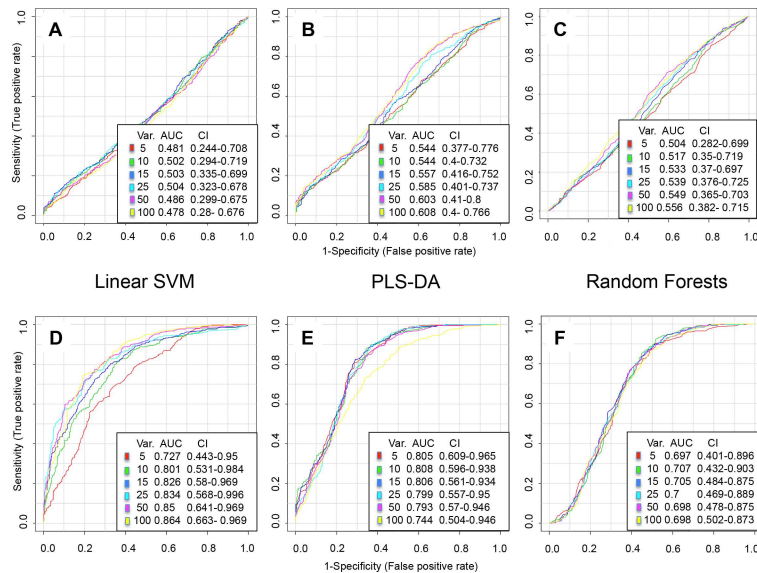 A
B
C
Sensitivity (True positive rate)
1.0
0.8
0.6
0.4
0.2
0.0
Var. AUC CI
5 0.481 0.244-0.708
10 0.502 0.294-0.719
15 0.503 0.335-0.699
25 0.504 0.323-0.678
50 0.486 0.299-0.675
100 0.478 0.28- 0.676
Var. AUC CI
5 0.544 0.377-0.776
10 0.544 0.4-0.732
15 0.557 0.416-0.752
25 0.585 0.401-0.737
50 0.603 0.41-0.8
100 0.608 0.4- 0.766
Var. AUC CI
5 0.504 0.282-0.699
10 0.517 0.35-0.719
15 0.533 0.37-0.697
25 0.539 0.376-0.725
50 0.549 0.365-0.703
100 0.556 0.382- 0.715
0.0 0.2 0.4 0.6 0.8 1.0
0.0 0.2 0.4 0.6 0.8 1.0
0.0 0.2 0.4 0.6 0.8 1.0
1-Specificity (False positive rate)
Linear SVM
PLS-DA
Random Forests
D
E
F
Sensitivity (True positive rate)
1.0
0.8
0.6
0.4
0.2
0.0
Var. AUC CI
5 0.727 0.443-0.95
10 0.801 0.531-0.984
15 0.826 0.58-0.969
25 0.834 0.568-0.996
50 0.85 0.641-0.969
100 0.864 0.663- 0.969
Var. AUC CI
5 0.805 0.609-0.965
10 0.808 0.596-0.938
15 0.806 0.561-0.934
25 0.799 0.557-0.95
50 0.793 0.57-0.946
100 0.744 0.504-0.946
Var. AUC CI
5 0.697 0.401-0.896
10 0.707 0.432-0.903
15 0.705 0.484-0.875
25 0.7 0.469-0.889
50 0.698 0.478-0.875
100 0.698 0.502-0.873
0.0 0.2 0.4 0.6 0.8 1.0
0.0 0.2 0.4 0.6 0.8 1.0
0.0 0.2 0.4 0.6 0.8 1.0
1-Specificity (False positive rate)